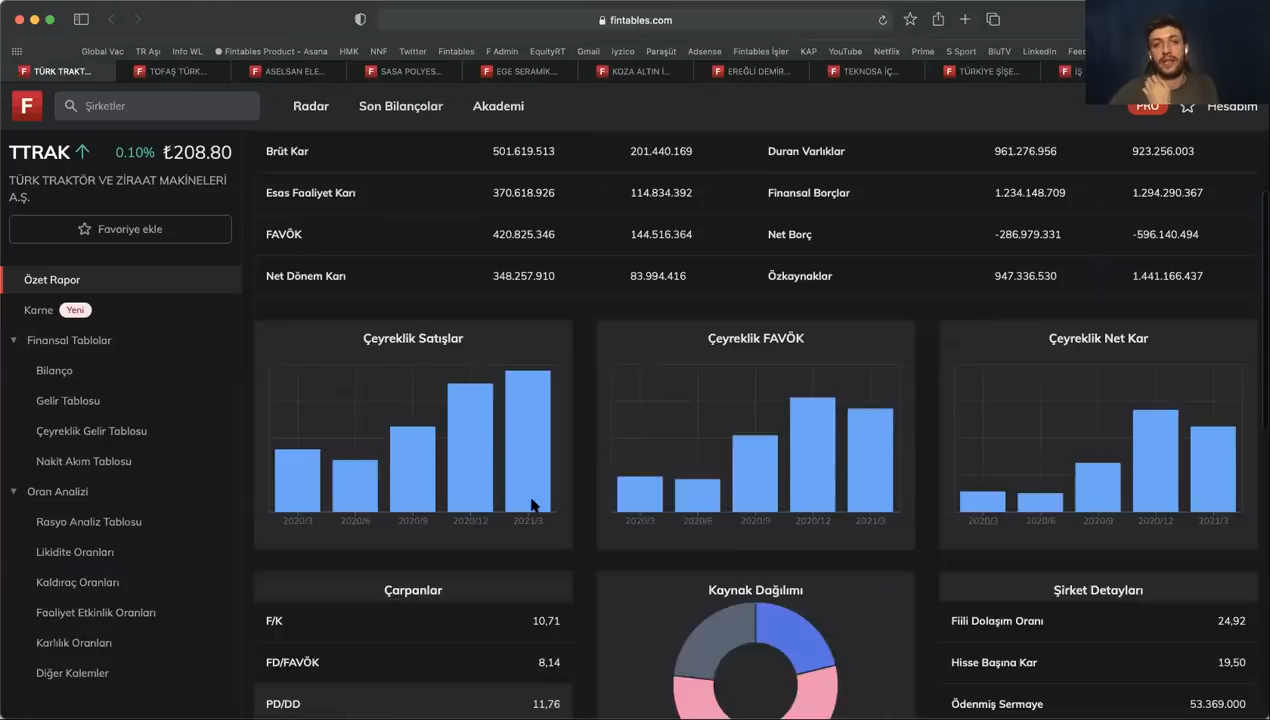 fintables.com
Global Vac TR Aşı Info WL Fintables Product – Asana HMK NNF Twitter Fintables F Admin EquityRT Gmail iyzico Paraşüt Adsense Fintables İşler KAP YouTube Netflix Prime S Sport BluTV LinkedIn Feec
TÜRK TRAKT... TOFAŞ TÜRK... ASELSAN ELE... SASA POLYES... EGE SERAMİK... KOZA ALTIN İ... EREĞLİ DEMİR... TEKNOSA İÇ... TÜRKİYE ŞİŞE... İŞ
F Şirketler Radar Son Bilançolar Akademi PRO Hesabım
TTRAK 0.10% ₺208.80
TÜRK TRAKTÖR VE ZİRAAT MAKİNELERİ
A.Ş.
Favoriye ekle
Özet Rapor
Karne Yeni
Finansal Tablolar
Bilanço
Gelir Tablosu
Çeyreklik Gelir Tablosu
Nakit Akım Tablosu
Oran Analizi
Rasyo Analiz Tablosu
Likidite Oranları
Kaldıraç Oranları
Faaliyet Etkinlik Oranları
Karlılık Oranları
Diğer Kalemler
Brüt Kar 501.619.513 201.440.169 Duran Varlıklar 961.276.956 923.256.003
Esas Faaliyet Karı 370.618.926 114.834.392 Finansal Borçlar 1.234.148.709 1.294.290.367
FAVÖK 420.825.346 144.516.364 Net Borç -286.979.331 -596.140.494
Net Dönem Karı 348.257.910 83.994.416 Özkaynaklar 947.336.530 1.441.166.437
Çeyreklik Satışlar
2020/3 2020/6 2020/9 2020/12 2021/3
Çeyreklik FAVÖK
2020/3 2020/6 2020/9 2020/12 2021/3
Çeyreklik Net Kar
2020/3 2020/6 2020/9 2020/12 2021/3
Çarpanlar
F/K 10,71
FD/FAVÖK 8,14
PD/DD 11,76
Kaynak Dağılımı
Şirket Detayları
Fiili Dolaşım Oranı 24,92
Hisse Başına Kar 19,50
Ödenmiş Sermaye 53.369.000